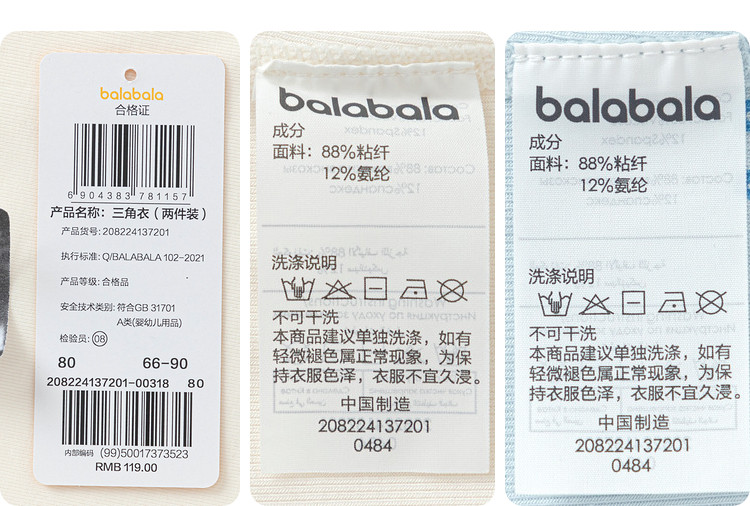 balabala
合格证
6 904383 781157
产品名称：三角衣（两件装）
产品货号: 208224137201
执行标准: Q/BALABALA 102-2021
产品等级: 合格品
安全技术类别: 符合GB 31701
A类(婴幼儿用品)
检验员: 08
80 66-90
208224137201-00318 80
内部编码 (99)50017373523
RMB 119.00
balabala
成分
面料：88%粘纤
12%氨纶
洗涤说明
不可干洗
本商品建议单独洗涤，如有
轻微褪色属正常现象，为保
持衣服色泽，衣服不宜久浸。
中国制造
208224137201
0484
balabala
成分
面料：88%粘纤
12%氨纶
洗涤说明
不可干洗
本商品建议单独洗涤，如有
轻微褪色属正常现象，为保
持衣服色泽，衣服不宜久浸。
中国制造
208224137201
0484